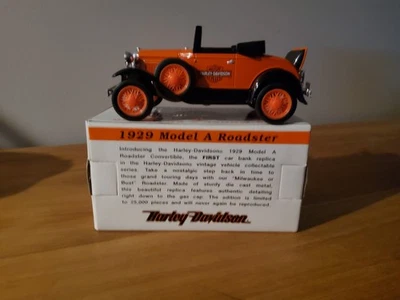 HARLEY-DAVIDSON
1929 Model A Roadster
Introducing the Harley-Davidson® 1929 Model A
Roadster Convertible, the FIRST car bank replica
in the Harley-Davidson® vintage vehicle collectable
series. Take a nostalgic step back in time to
those grand touring days with our "Milwaukee or
Bust" Roadster. Made of sturdy die cast metal,
this beautiful replica features authentic detailing
right down to the gas cap. The edition is limited
to 15,000 pieces and will never again be reproduced.
Harley-Davidson